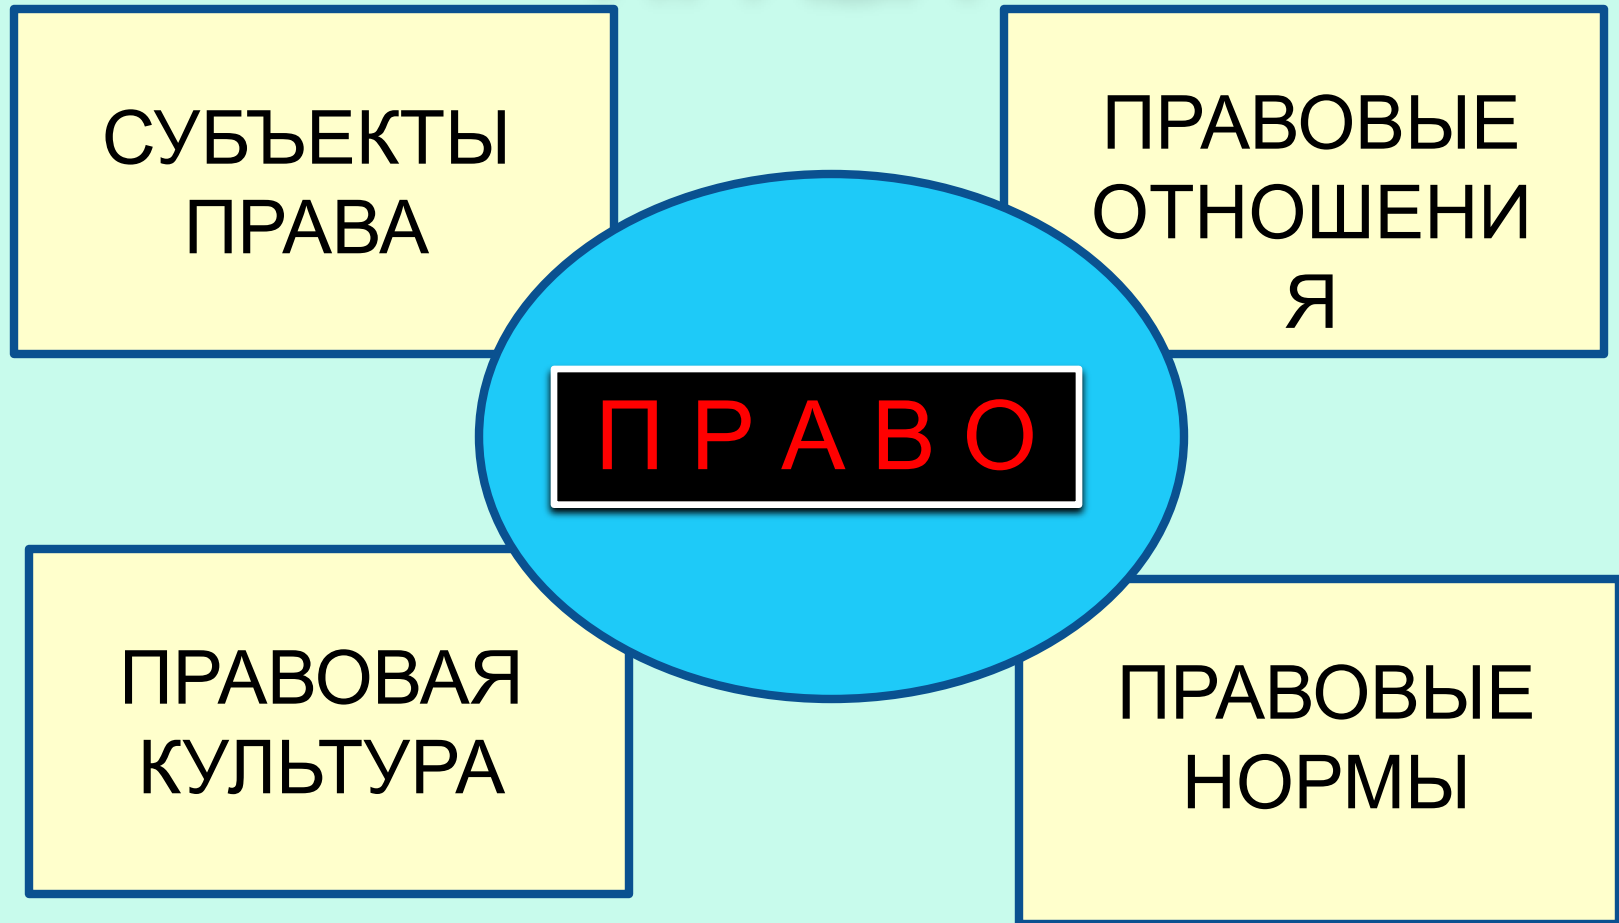 СУБЪЕКТЫ
ПРАВА
ПРАВОВЫЕ
ОТНОШЕНИ
Я
П Р А В О
ПРАВОВАЯ
КУЛЬТУРА
ПРАВОВЫЕ
НОРМЫ